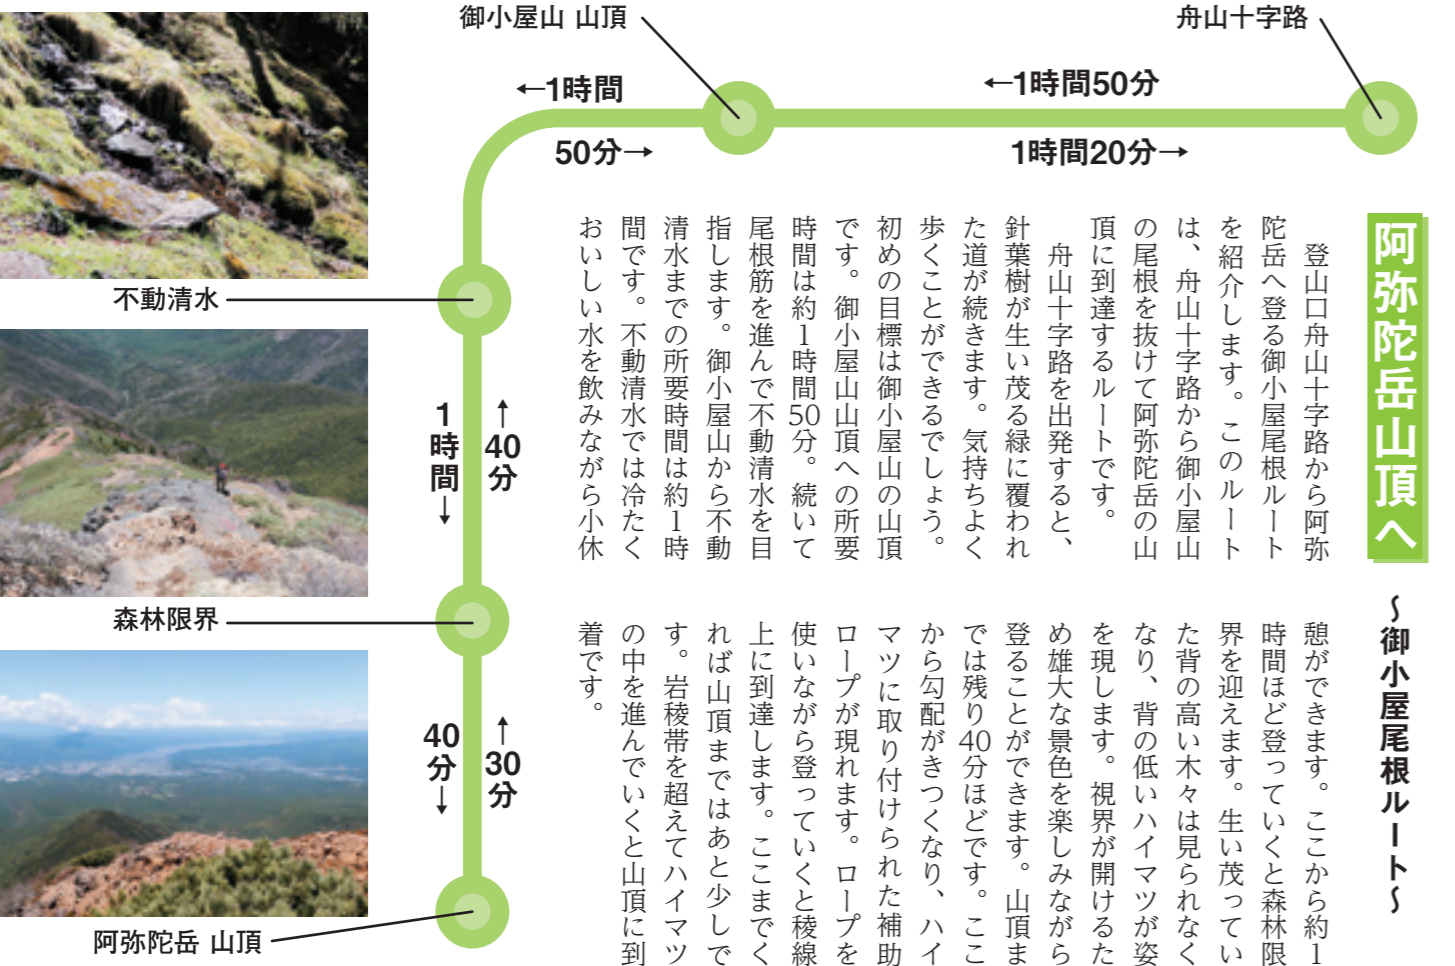 御小屋山 山頂
舟山十字路
←1時間
50分→
←1時間50分
1時間20分→
阿弥陀岳山頂へ
～御小屋尾根ルート～
登山口舟山十字路から阿弥
陀岳へ登る御小屋尾根ルート
を紹介します。このルート
は、舟山十字路から御小屋山
の尾根を抜けて阿弥陀岳の山
頂に到達するルートです。
舟山十字路を出発すると、
針葉樹が生い茂る緑に覆われ
た道が続きます。気持ちよく
歩くことができるでしょう。
初めの目標は御小屋山の山頂
です。御小屋山山頂への所要
時間は約1時間50分。続いて
尾根筋を進んで不動清水を目
指します。御小屋山から不動
清水までの所要時間は約1時
間です。不動清水では冷たく
おいしい水を飲みながら小休
憩ができます。ここから約1
時間ほど登っていくと森林限
界を迎えます。生い茂ってい
た背の高い木々は見られなく
なり、背の低いハイマツが姿
を現します。視界が開けるた
め雄大な景色を楽しみながら
登ることができます。山頂ま
では残り40分ほどです。ここ
から勾配がきつくなり、ハイ
マツに取り付けられた補助
ロープが現れます。ロープを
使いながら登っていくと稜線
上に到達します。ここまでく
れば山頂まではあと少しで
す。岩稜帯を超えてハイマツ
の中を進んでいくと山頂に到
着です。
不動清水
1時間↓
↑40分
森林限界
40分↓
↑30分
阿弥陀岳 山頂